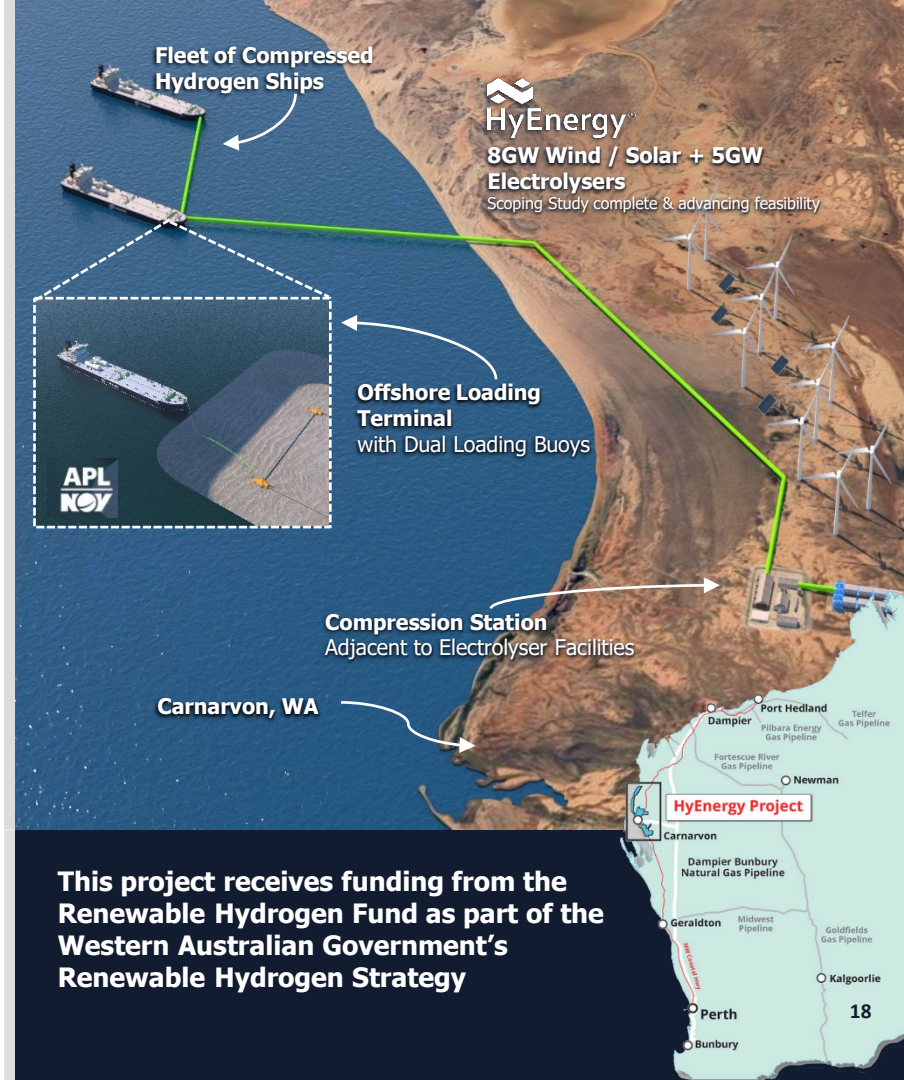 Fleet of Compressed
Hydrogen Ships
HyEnergy
8GW Wind / Solar + 5GW
Electrolysers
Scoping Study complete & advancing feasibility
Offshore Loading
Terminal
with Dual Loading Buoys
APL
NOV
Compression Station
Adjacent to Electrolyser Facilities
Carnarvon, WA
Port Hedland
Dampier
Telfer
Gas Pipeline
Pilbara Energy
Gas Pipeline
Fortescue River
Gas Pipeline
Newman
HyEnergy Project
Carnarvon
Dampier Bunbury
Natural Gas Pipeline
Geraldton
Midwest
Pipeline
Goldfields
Gas Pipeline
NW Coastal Hwy
Kalgoorlie
Perth
Bunbury
This project receives funding from the
Renewable Hydrogen Fund as part of the
Western Australian Government’s
Renewable Hydrogen Strategy
18